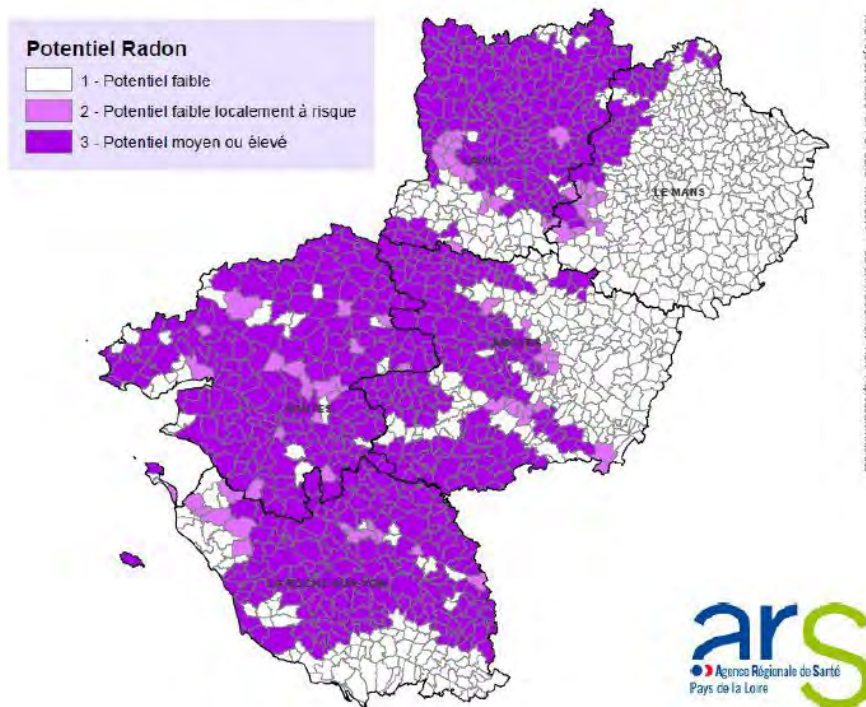 Potentiel Radon
1 - Potentiel faible
2 - Potentiel faible localement à risque
3 - Potentiel moyen ou élevé
LAVAL
LE MANS
ANGERS
NANTES
LA ROCHE-SUR-YON
ars
Agence Régionale de Santé
Pays de la Loire